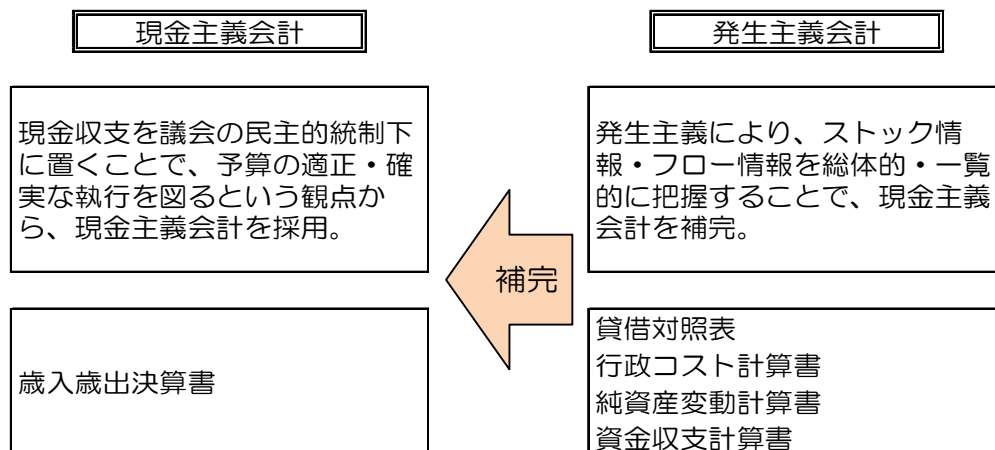 現金主義会計
発生主義会計
現金収支を議会の民主的統制下
に置くことで、予算の適正・確
実な執行を図るという観点か
ら、現金主義会計を採用。
発生主義により、ストック情
報・フロー情報を総体的・一覧
的に把握することで、現金主義
会計を補完。
補完
歳入歳出決算書
貸借対照表
行政コスト計算書
純資産変動計算書
資金収支計算書